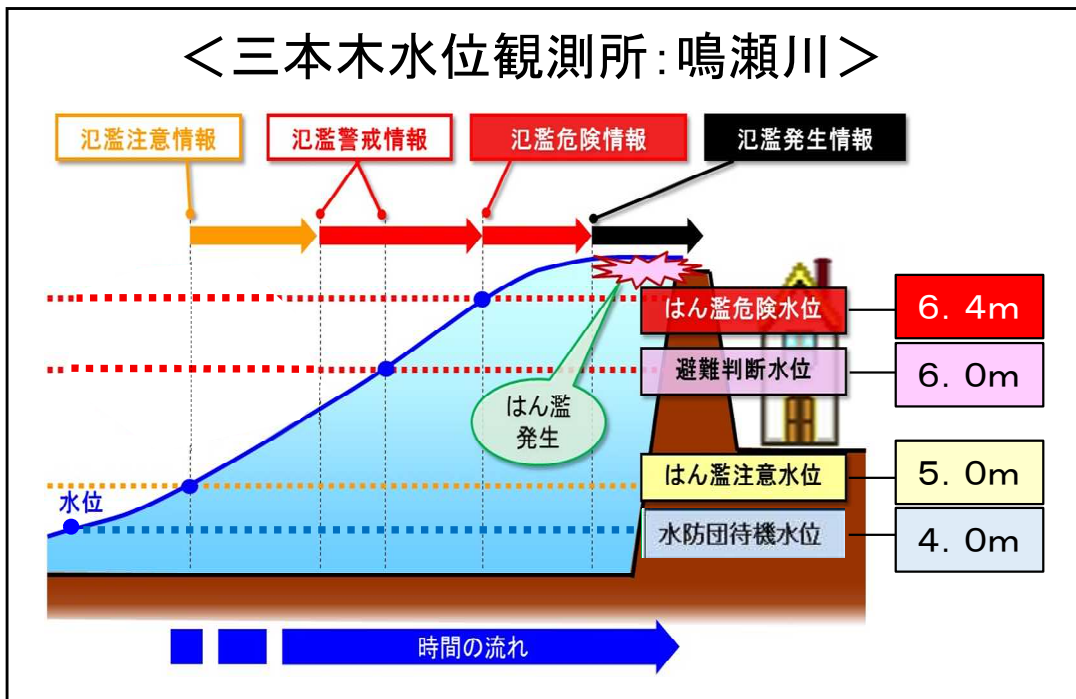 ＜三本木水位観測所：鳴瀬川＞
氾濫注意情報
氾濫警戒情報
氾濫危険情報
氾濫発生情報
はん濫危険水位
６．４ｍ
避難判断水位
６．０ｍ
はん濫
発生
はん濫注意水位
５．０ｍ
水位
水防団待機水位
４．０ｍ
時間の流れ